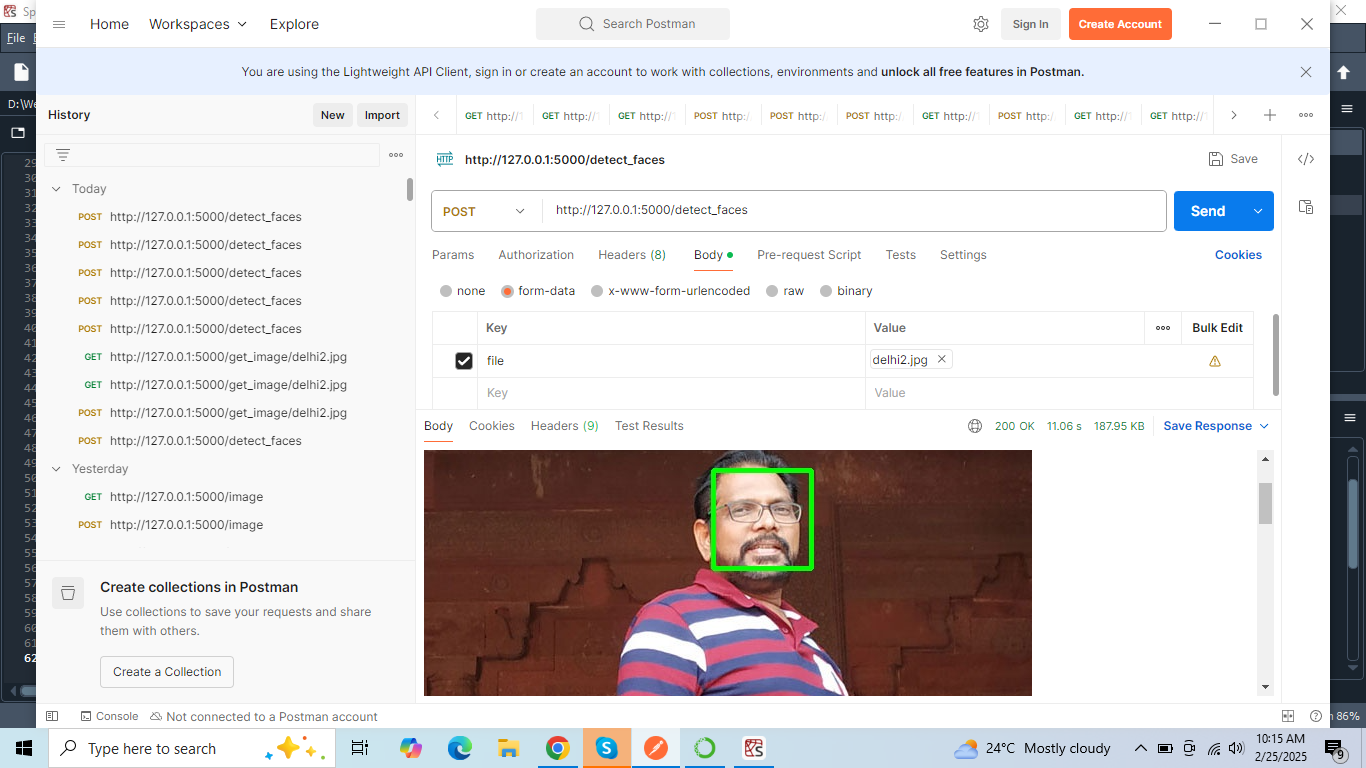 Sp
File
D:\We
Home Workspaces Explore Search Postman Sign In Create Account
You are using the Lightweight API Client, sign in or create an account to work with collections, environments and unlock all free features in Postman.
History New Import
GET http://1 GET http://1 GET http://1 POST http:/ POST http:/ POST http:/ GET http://1 POST http:/ GET http://1 GET http://1
HTTP http://127.0.0.1:5000/detect_faces Save
Today
POST http://127.0.0.1:5000/detect_faces
POST http://127.0.0.1:5000/detect_faces
POST http://127.0.0.1:5000/detect_faces
POST http://127.0.0.1:5000/detect_faces
POST http://127.0.0.1:5000/detect_faces
GET http://127.0.0.1:5000/get_image/delhi2.jpg
GET http://127.0.0.1:5000/get_image/delhi2.jpg
POST http://127.0.0.1:5000/get_image/delhi2.jpg
POST http://127.0.0.1:5000/detect_faces
Yesterday
GET http://127.0.0.1:5000/image
POST http://127.0.0.1:5000/image
Create collections in Postman
Use collections to save your requests and share
them with others.
Create a Collection
POST http://127.0.0.1:5000/detect_faces Send
Params Authorization Headers (8) Body Pre-request Script Tests Settings Cookies
none form-data x-www-form-urlencoded raw binary
Key Value Bulk Edit
file delhi2.jpg
Key Value
Body Cookies Headers (9) Test Results 200 OK 11.06 s 187.95 KB Save Response
Console Not connected to a Postman account
86%
Type here to search 24°C Mostly cloudy 10:15 AM
2/25/2025
9